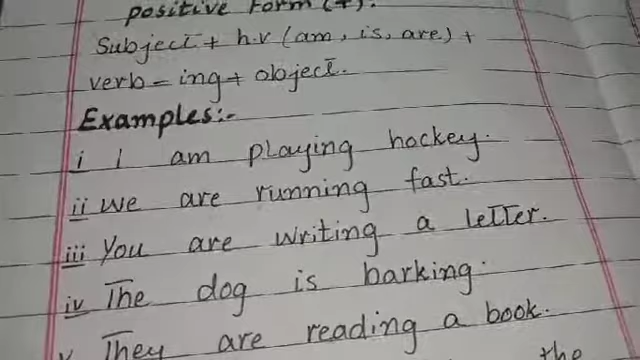 positive Form (+).
Subject + h.v (am, is, are) +
verb - ing + object.
Examples:-
i I am playing hockey.
ii we are running fast.
iii You are writing a letter.
iv The dog is barking.
v They are reading a book.
the